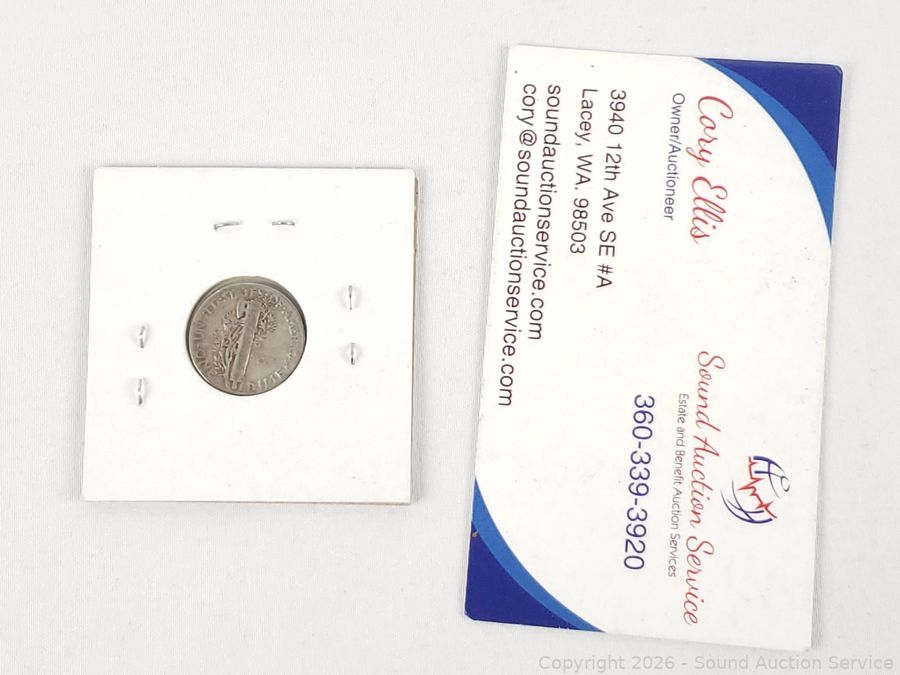 Cory Ellis
Owner/Auctioneer
3940 12th Ave SE #A
Lacey, WA. 98503
soundauctionservice.com
cory@soundauctionservice.com
Sound Auction Service
Estate and Benefit Auction Services
360-339-3920
Copyright 2026 - Sound Auction Service